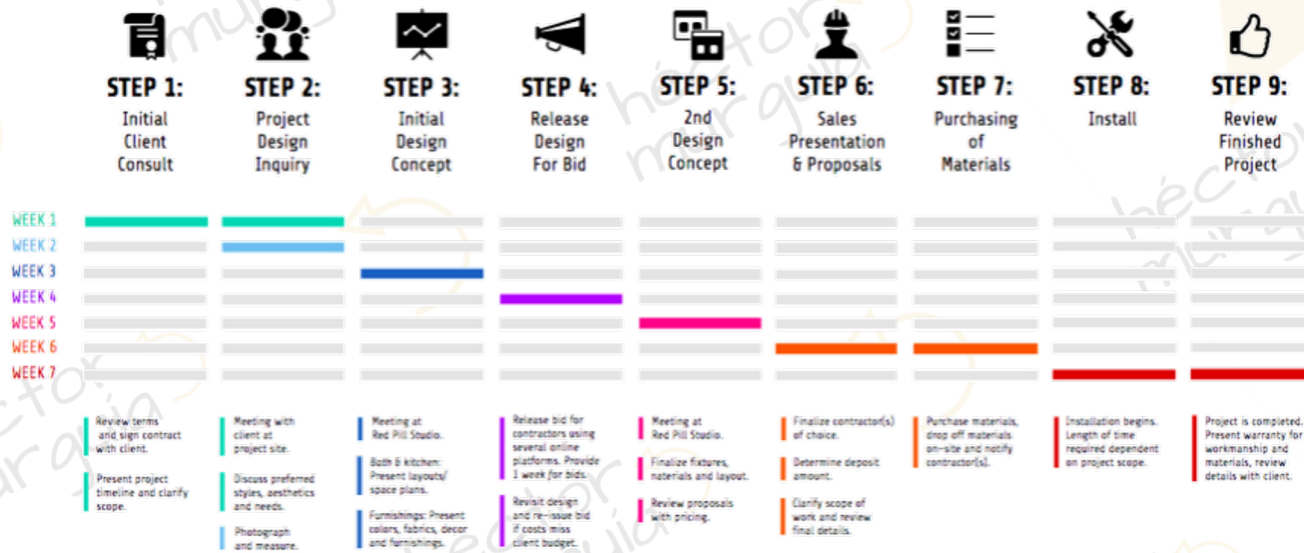 STEP 1:
Initial
Client
Consult
STEP 2:
Project
Design
Inquiry
STEP 3:
Initial
Design
Concept
STEP 4:
Release
Design
For Bid
STEP 5:
2nd
Design
Concept
STEP 6:
Sales
Presentation
& Proposals
STEP 7:
Purchasing
of
Materials
STEP 8:
Install
STEP 9:
Review
Finished
Project
WEEK 1
WEEK 2
WEEK 3
WEEK 4
WEEK 5
WEEK 6
WEEK 7
Review terms
and sign contract
with client.
Present project
timeline and clarify
scope.
Meeting with
client at
project site.
Discuss preferred
styles, aesthetics
and needs.
Photograph
and measure.
Meeting at
Red Pill Studio.
Bath & kitchen:
Present layouts/
space plans.
Furnishings: Present
colors, fabrics, decor
and furnishings.
Release bid for
contractors using
several online
platforms. Provide
1 week for bids.
Revisit design
and re-issue bid
if costs miss
client budget.
Meeting at
Red Pill Studio.
Finalize fixtures,
naterials and layout.
Review proposals
with pricing.
Finalize contractor(s)
of choice.
Determine deposit
amount.
Clarify scope of
work and review
final details.
Purchase materials,
drop off materials
on-site and notify
contractor(s).
Installation begins.
Length of time
required dependent
on project scope.
Project is completed.
Present warranty for
workmanship and
materials, review
details with client.
héctor
murguía